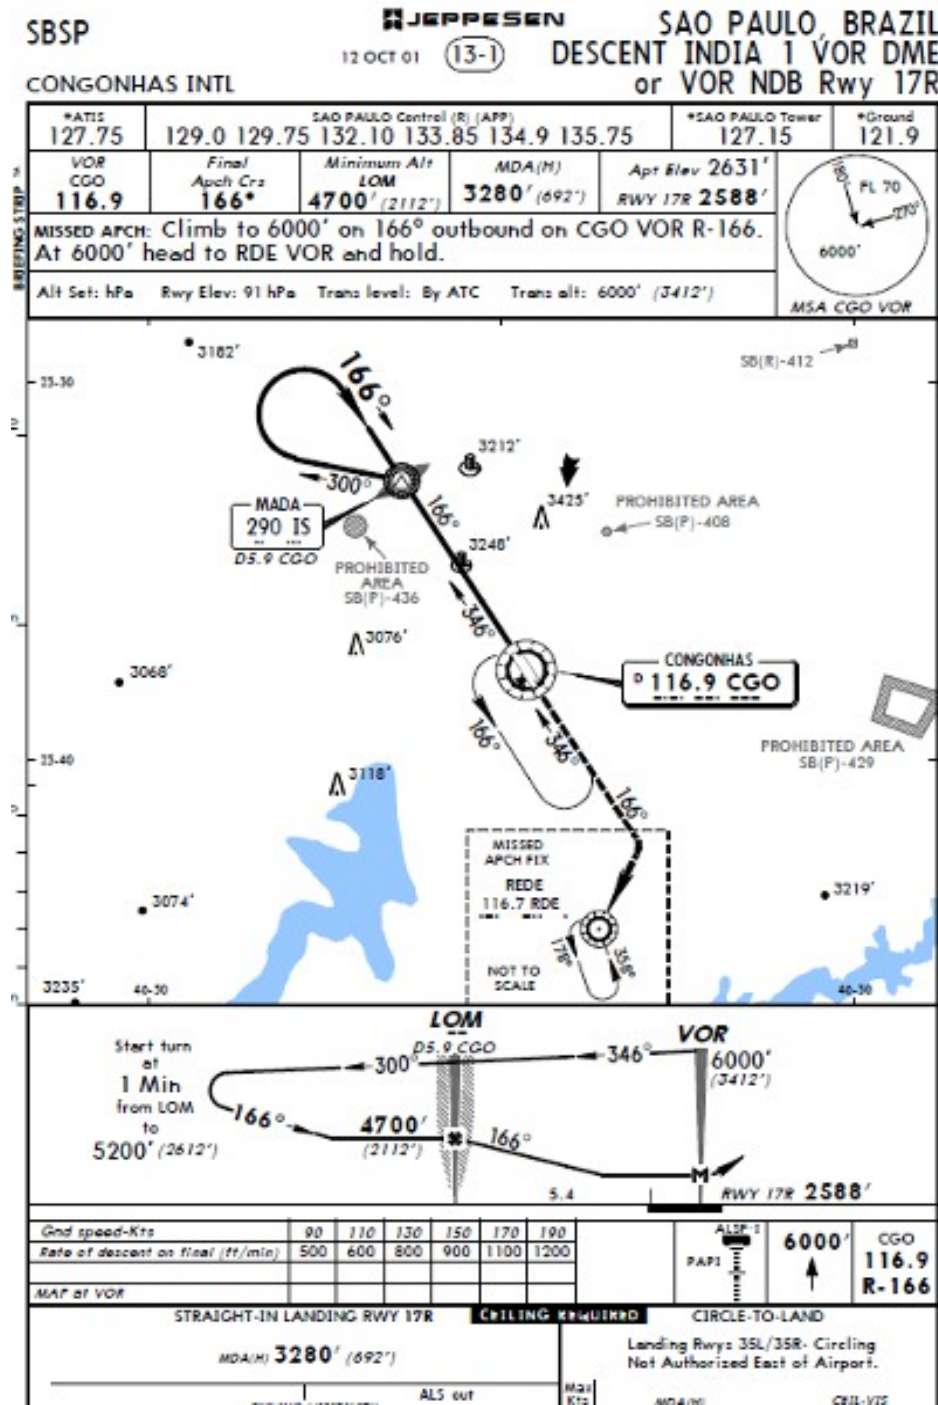 SBSP
JEPPESEN
SAO PAULO, BRAZIL
12 OCT 01
13-1
DESCENT INDIA 1 VOR DME
CONGONHAS INTL
or VOR NDB Rwy 17R
*ATIS
127.75
SAO PAULO Control (R) (APP)
129.0 129.75 132.10 133.85 134.9 135.75
*SAO PAULO Tower
127.15
*Ground
121.9
BRIEFING STRIP
VOR
CGO
116.9
Final
Apch Crs
166°
Minimum Alt
LOM
4700' (2112')
MDA(H)
3280' (692')
Apt Elev 2631'
RWY 17R 2588'
MISSED APCH: Climb to 6000' on 166° outbound on CGO VOR R-166.
At 6000' head to RDE VOR and hold.
Alt Set: hPa Rwy Elev: 91 hPa Trans level: By ATC Trans alt: 6000' (3412')
180°
FL 70
270°
6000'
MSA CGO VOR
3182'
166°
SB(R)-412
23-30
3212'
300°
MADA
290 IS
D5.9 CGO
166°
3425'
PROHIBITED AREA
SB(P)-408
3248'
PROHIBITED
AREA
SB(P)-436
346°
3076'
3068'
CONGONHAS
D 116.9 CGO
166°
346°
PROHIBITED AREA
SB(P)-429
23-40
3118'
166°
MISSED
APCH FIX
REDE
116.7 RDE
3219'
3074'
178°
358°
NOT TO
SCALE
3235'
46-50
46-30
LOM
D5.9 CGO
VOR
Start turn
at
1 Min
from LOM
to
5200' (2612')
300°
346°
6000'
(3412')
166°
4700'
(2112')
166°
M
5.4
RWY 17R 2588'
Gnd speed-Kts 90 110 130 150 170 190
Rate of descent on final (ft/min) 500 600 800 900 1100 1200
MAP at VOR
ALSF-I
PAPI
6000'
CGO
116.9
R-166
STRAIGHT-IN LANDING RWY 17R
CEILING REQUIRED
CIRCLE-TO-LAND
MDA(H) 3280' (692')
Landing Rwys 35L/35R- Circling
Not Authorized East of Airport.
ALS out
Max
Kts
MDA(H)
CEIL-VIS